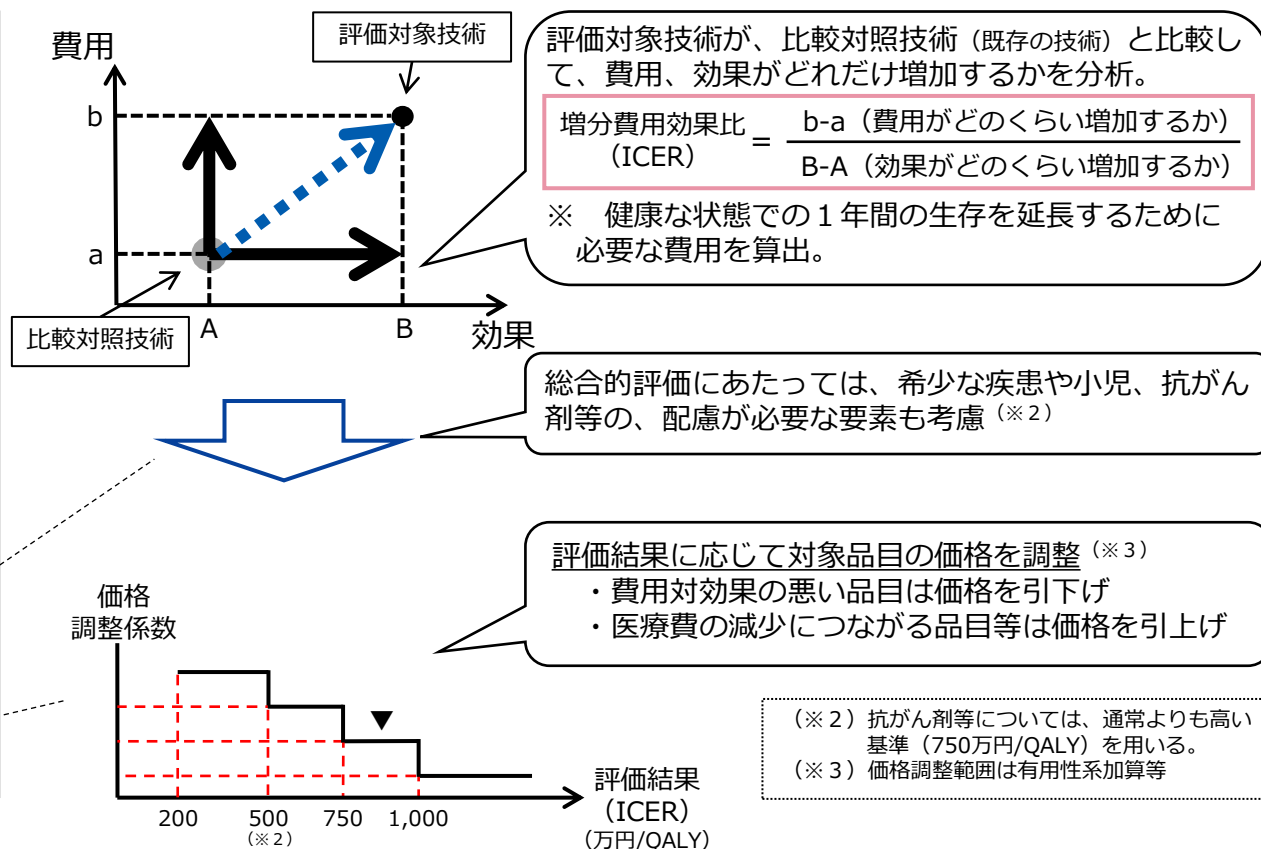 費用
評価対象技術
b
a
A
B
効果
比較対照技術
評価対象技術が、比較対照技術（既存の技術）と比較し
て、費用、効果がどれだけ増加するかを分析。
増分費用効果比
（ICER）
=
b-a（費用がどのくらい増加するか）
B-A（効果がどのくらい増加するか）
※　健康な状態での１年間の生存を延長するために
必要な費用を算出。
総合的評価にあたっては、希少な疾患や小児、抗がん
剤等の、配慮が必要な要素も考慮（※２）
評価結果に応じて対象品目の価格を調整（※３）
・費用対効果の悪い品目は価格を引下げ
・医療費の減少につながる品目等は価格を引上げ
価格
調整係数
▼
200
500
（※２）
750
1,000
評価結果
（ICER）
（万円/QALY）
（※２）抗がん剤等については、通常よりも高い
基準（750万円/QALY）を用いる。
（※３）価格調整範囲は有用性系加算等